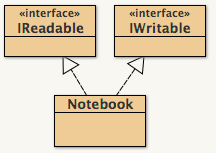 «interface»
IReadable
«interface»
IWritable
Notebook